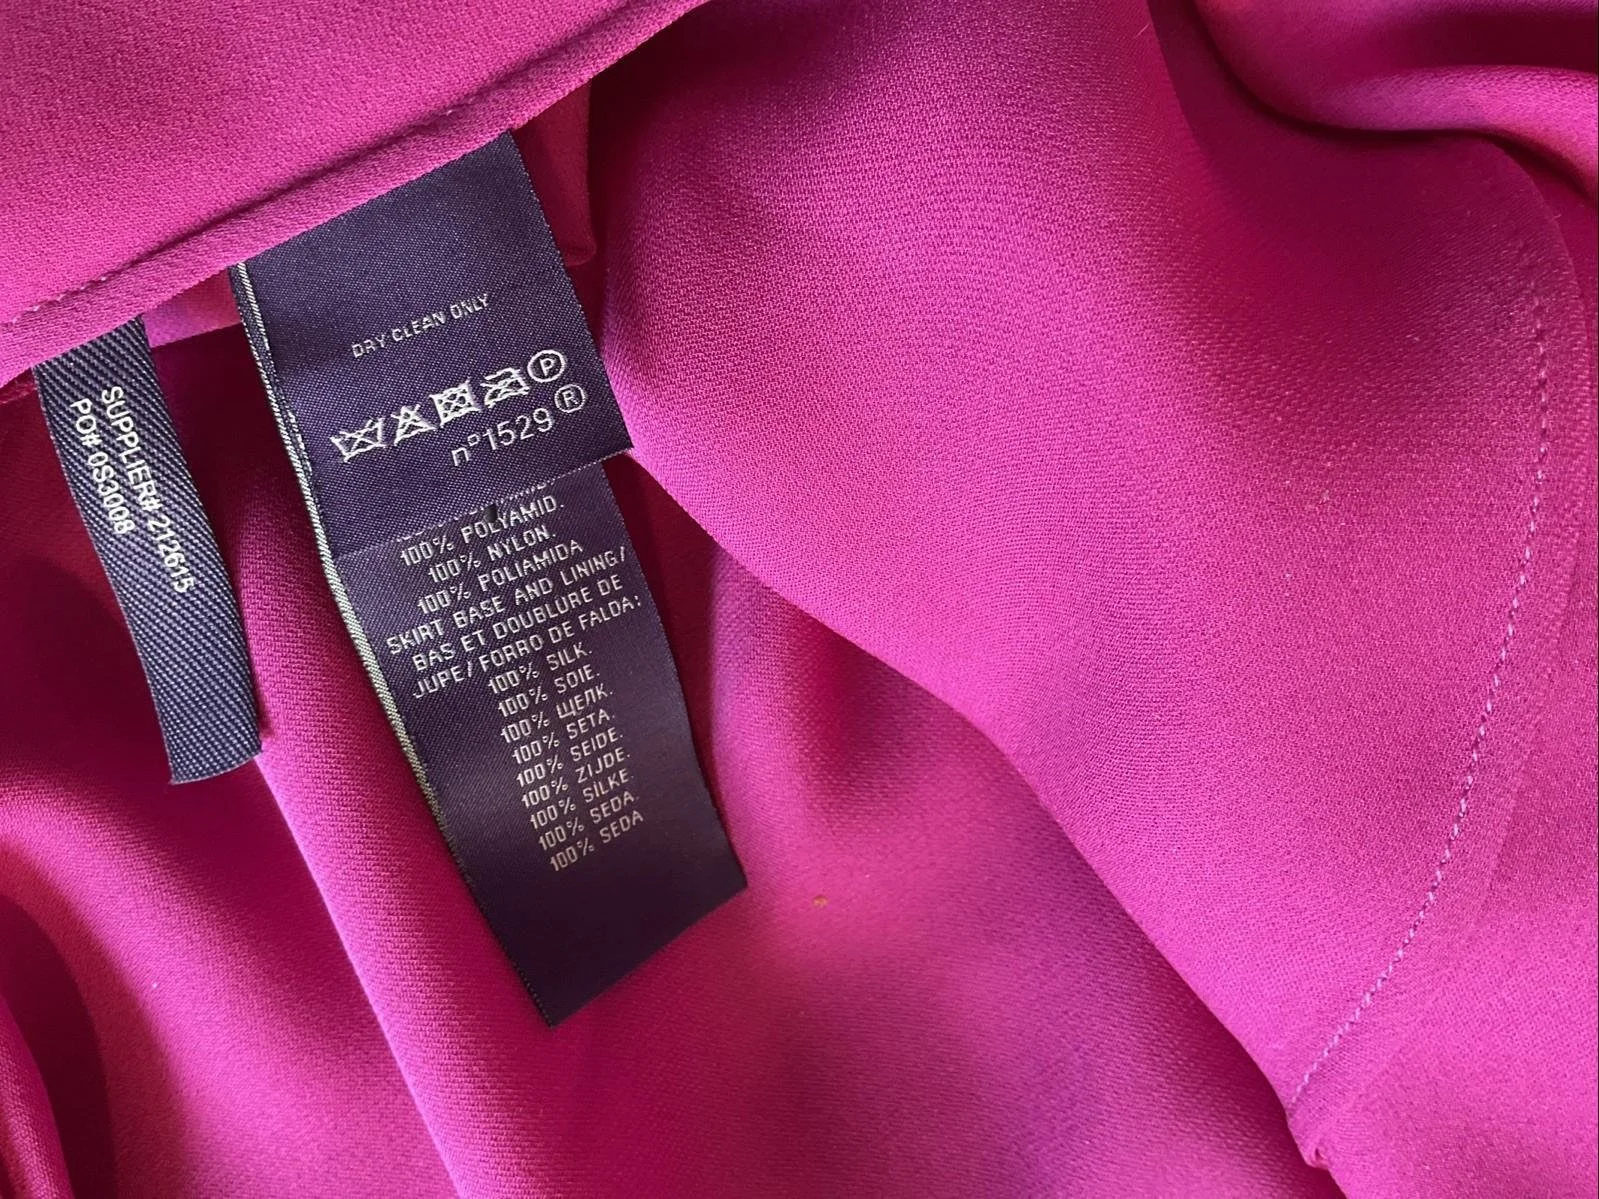 SUPPLIER# 212615
PO# 0S3008
DRY CLEAN ONLY
P
nº1529 ®
100% POLYAMID.
100% NYLON.
100% POLIAMIDA
SKIRT BASE AND LINING/
BAS ET DOUBLURE DE
JUPE/FORRO DE FALDA:
100% SILK.
100% SOIE.
100% ШЕЛК.
100% SETA.
100% SEIDE.
100% ZIJDE.
100% SILKE.
100% SEDA.
100% SEDA